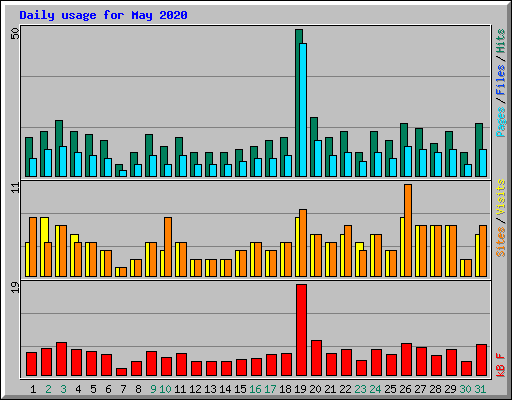 Daily usage for May 2020
50
Pages / Files / Hits
11
Sites / Visits
19
kB F
1 2 3 4 5 6 7 8 9 10 11 12 13 14 15 16 17 18 19 20 21 22 23 24 25 26 27 28 29 30 31